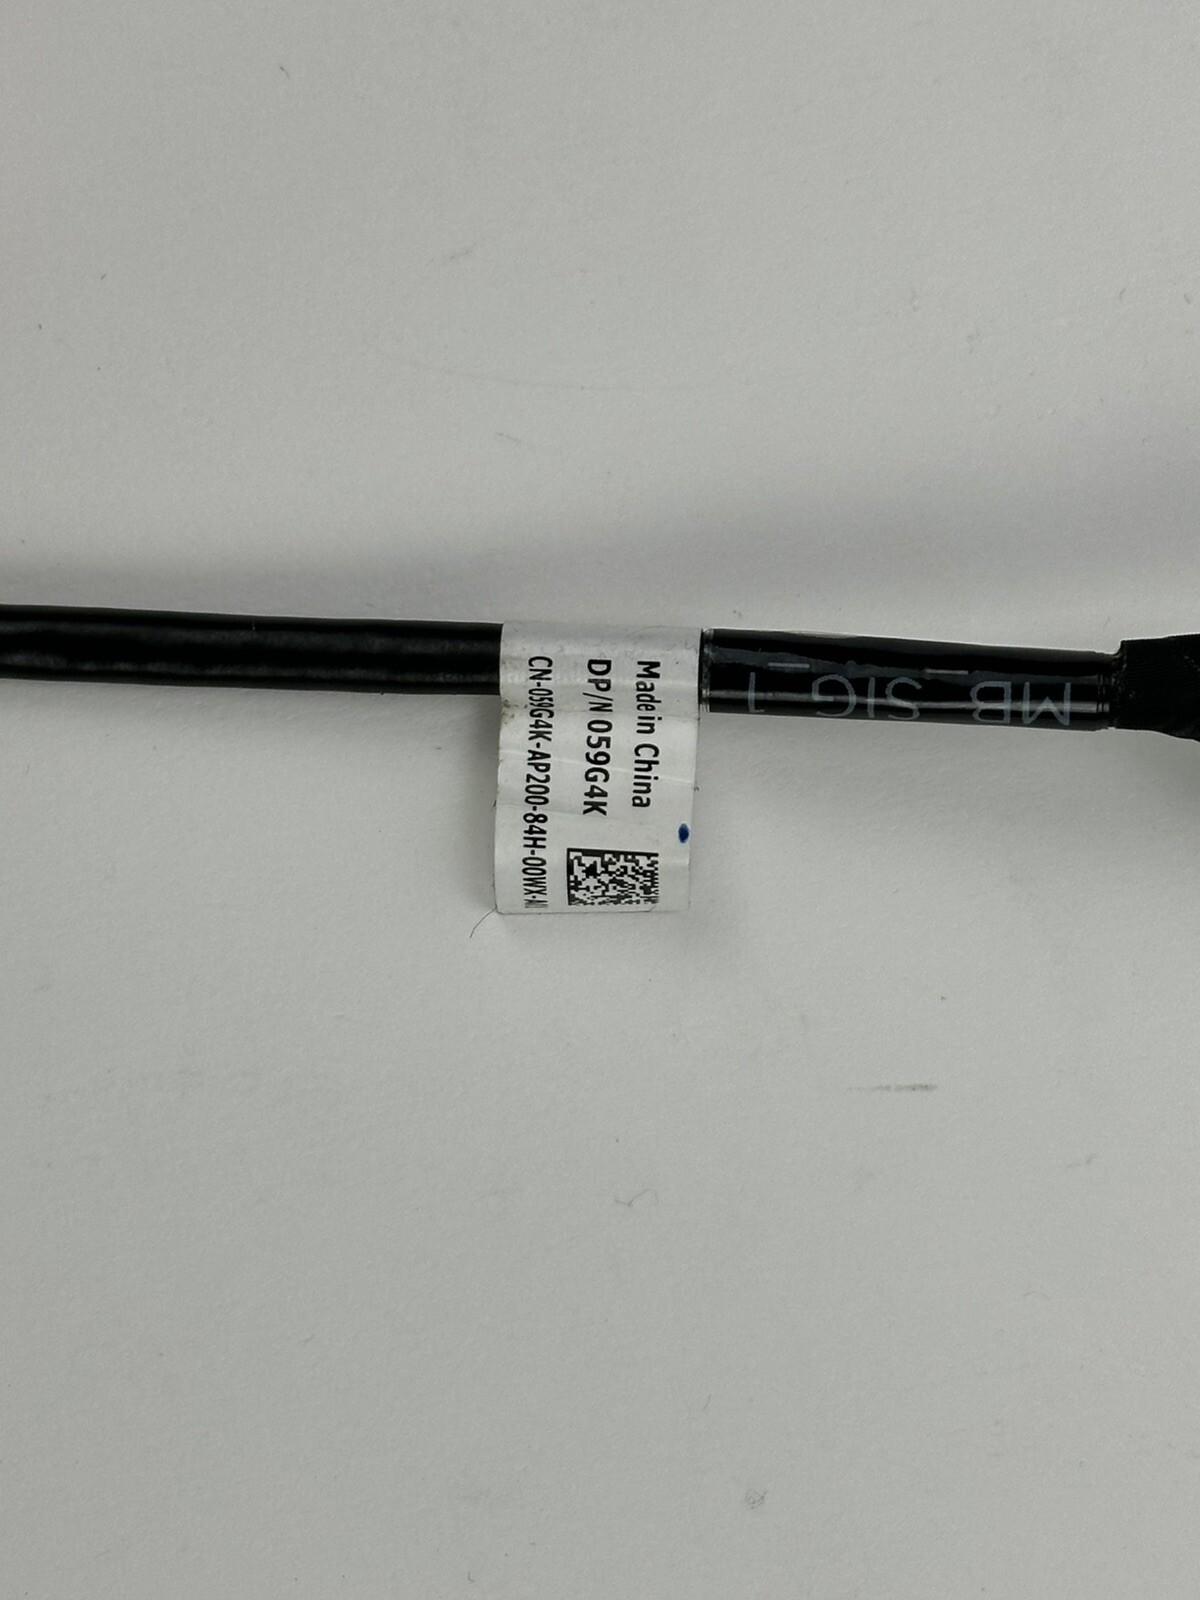 Made in China
DP/N 059G4K
CN-059G4K-AP200-84H-00WX-A
MB_SIG_1